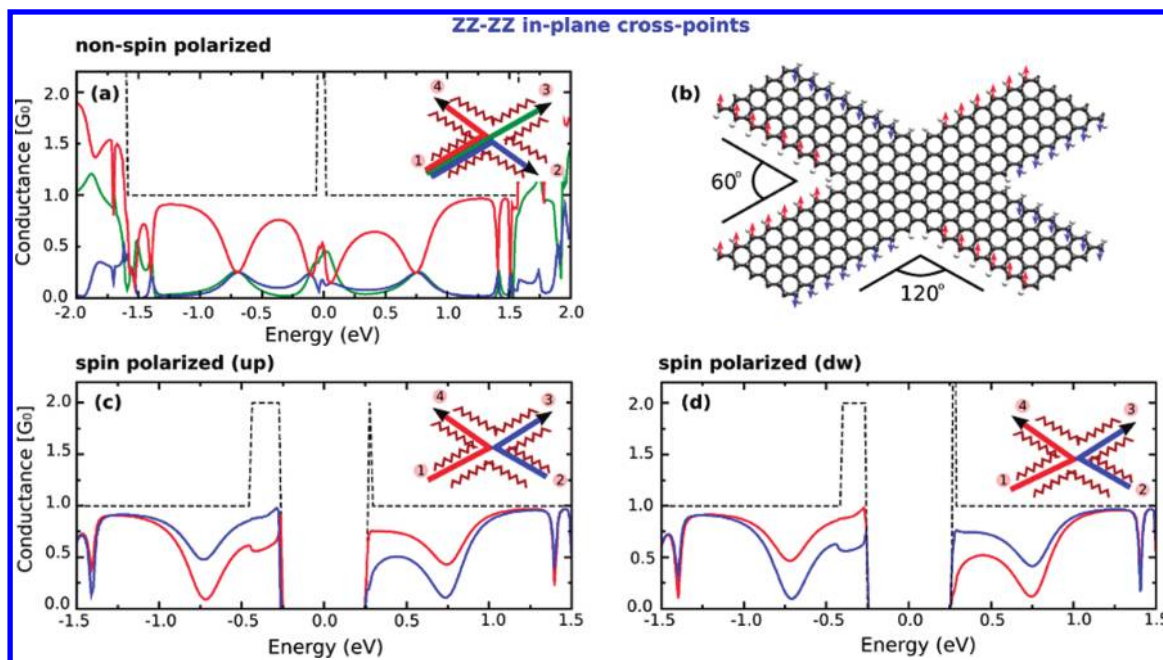 ZZ-ZZ in-plane cross-points
non-spin polarized
(a)
Conductance [G₀]
2.0
1.5
1.0
0.5
0.0
-2.0 -1.5 -1.0 -0.5 0.0 0.5 1.0 1.5 2.0
Energy (eV)
4 3
1 2
(b)
60°
120°
spin polarized (up)
(c)
Conductance [G₀]
2.0
1.5
1.0
0.5
0.0
-1.5 -1.0 -0.5 0.0 0.5 1.0 1.5
Energy (eV)
4 3
1 2
spin polarized (dw)
(d)
2.0
1.5
1.0
0.5
0.0
-1.5 -1.0 -0.5 0.0 0.5 1.0 1.5
Energy (eV)
4 3
1 2